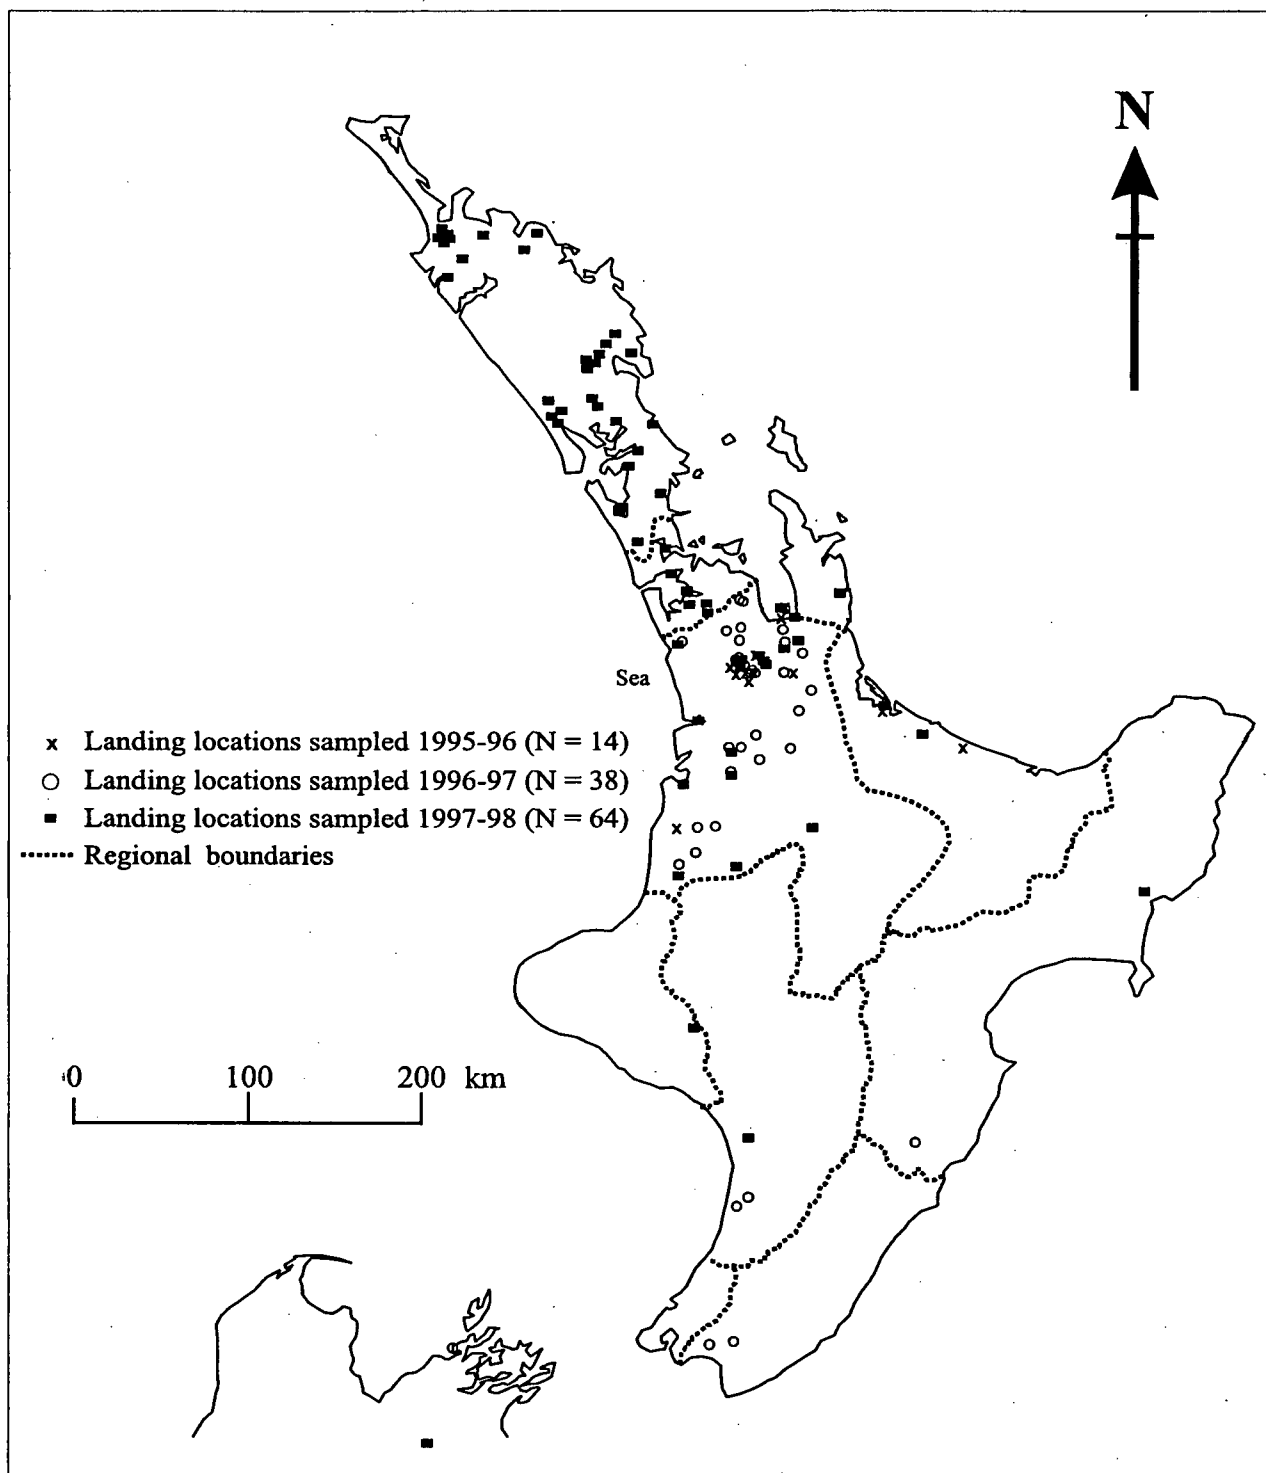 N
Sea
x Landing locations sampled 1995-96 (N = 14)
Landing locations sampled 1996-97 (N = 38)
Landing locations sampled 1997-98 (N = 64)
Regional boundaries
0 100 200 km